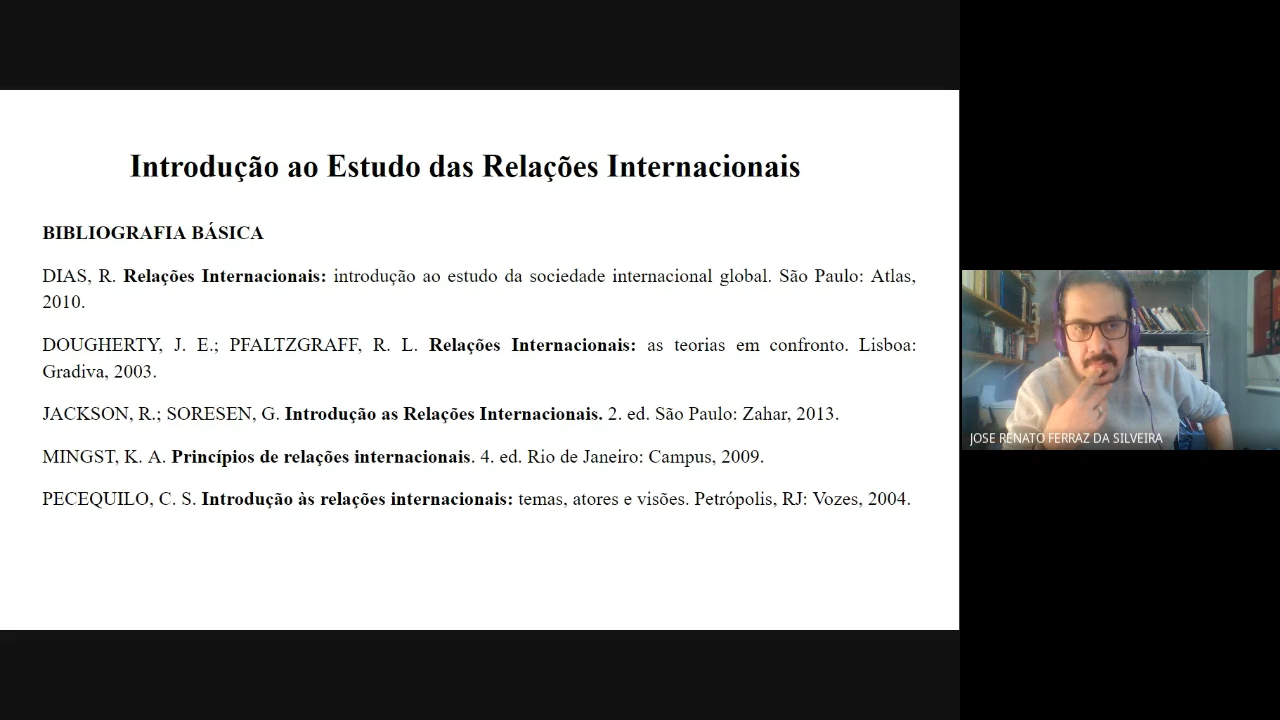 Introdução ao Estudo das Relações Internacionais
BIBLIOGRAFIA BÁSICA
DIAS, R. Relações Internacionais: introdução ao estudo da sociedade internacional global. São Paulo: Atlas,
2010.
DOUGHERTY, J. E.; PFALTZGRAFF, R. L. Relações Internacionais: as teorias em confronto. Lisboa:
Gradiva, 2003.
JACKSON, R.; SORESEN, G. Introdução as Relações Internacionais. 2. ed. São Paulo: Zahar, 2013.
MINGST, K. A. Princípios de relações internacionais. 4. ed. Rio de Janeiro: Campus, 2009.
PECEQUILO, C. S. Introdução às relações internacionais: temas, atores e visões. Petrópolis, RJ: Vozes, 2004.
JOSE RENATO FERRAZ DA SILVEIRA